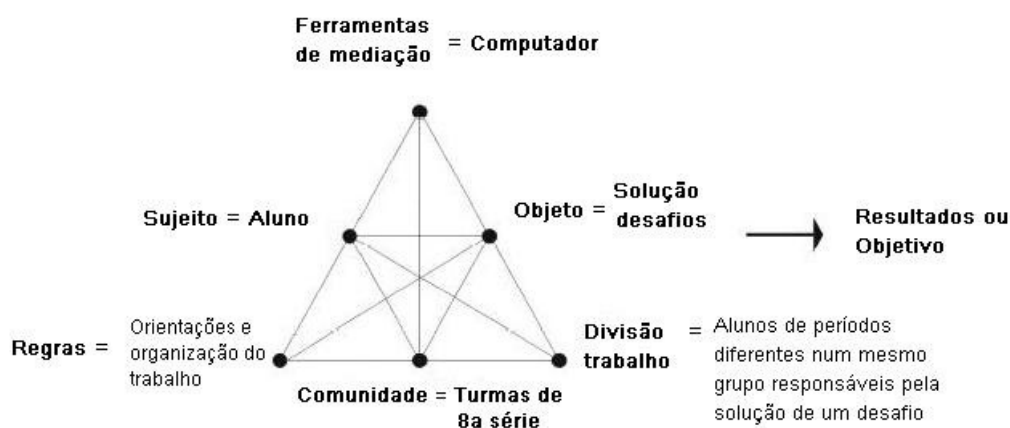 Ferramentas
de mediação = Computador
Sujeito = Aluno
Objeto = Solução
desafios
Resultados ou
Objetivo
Regras = Orientações e
organização do
trabalho
Comunidade = Turmas de
8a série
Divisão
trabalho = Alunos de períodos
diferentes num mesmo
grupo responsáveis pela
solução de um desafio